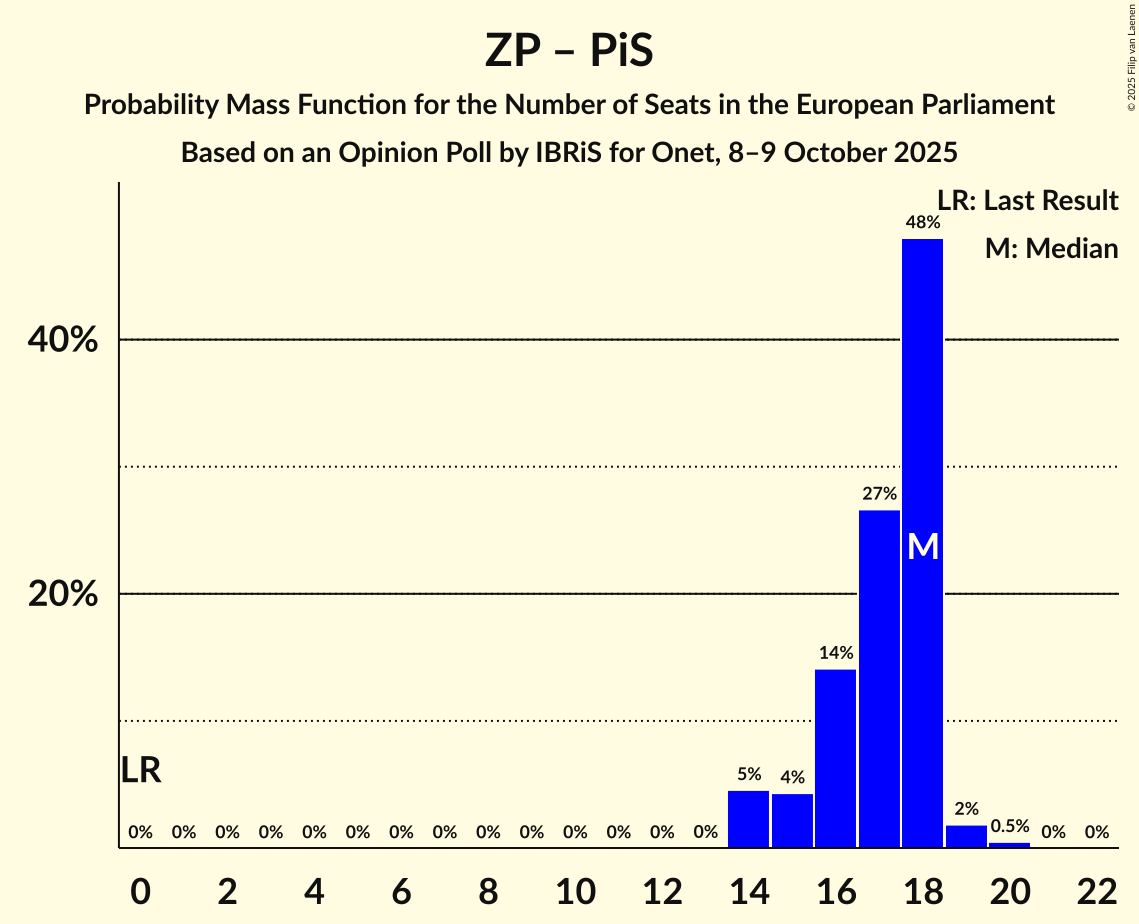 © 2025 Filip van Laenen
ZP – PiS
Probability Mass Function for the Number of Seats in the European Parliament
Based on an Opinion Poll by IBRiS for Onet, 8–9 October 2025
LR: Last Result
M: Median
48%
40%
27%
M
20%
14%
LR
5% 4% 2% 0.5%
0% 0% 0% 0% 0% 0% 0% 0% 0% 0% 0% 0% 0% 0% 0% 0%
0 2 4 6 8 10 12 14 16 18 20 22